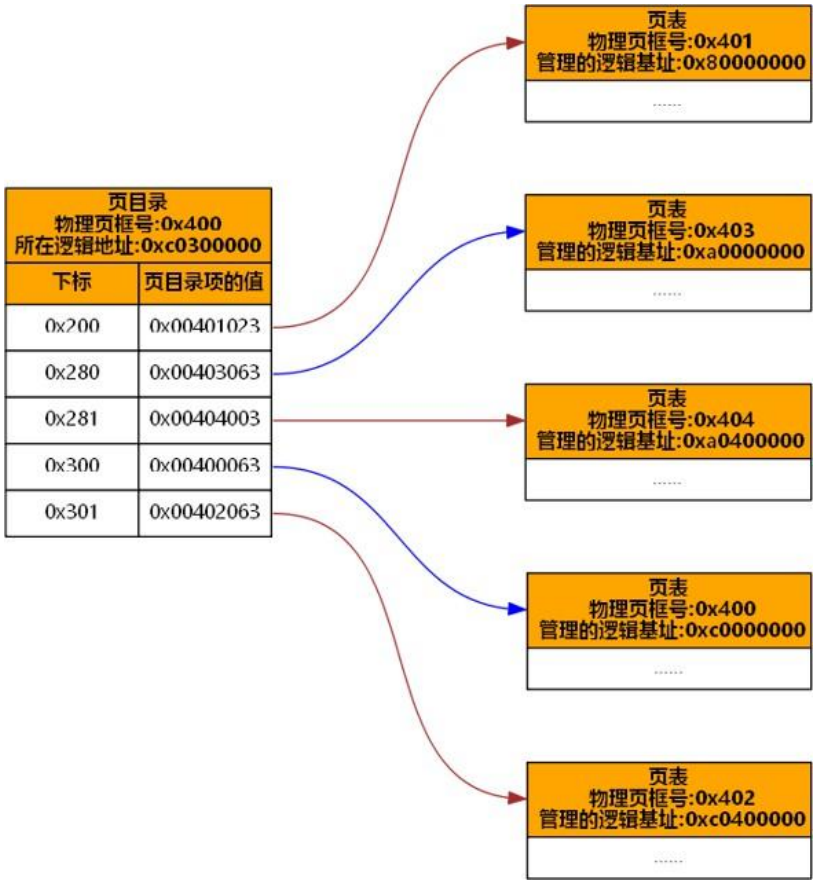 页目录
物理页框号:0x400
所在逻辑地址:0xc0300000
下标 页目录项的值
0x200 0x00401023
0x280 0x00403063
0x281 0x00404003
0x300 0x00400063
0x301 0x00402063
页表
物理页框号:0x401
管理的逻辑基址:0x80000000
......
页表
物理页框号:0x403
管理的逻辑基址:0xa0000000
......
页表
物理页框号:0x404
管理的逻辑基址:0xa0400000
......
页表
物理页框号:0x400
管理的逻辑基址:0xc0000000
......
页表
物理页框号:0x402
管理的逻辑基址:0xc0400000
......